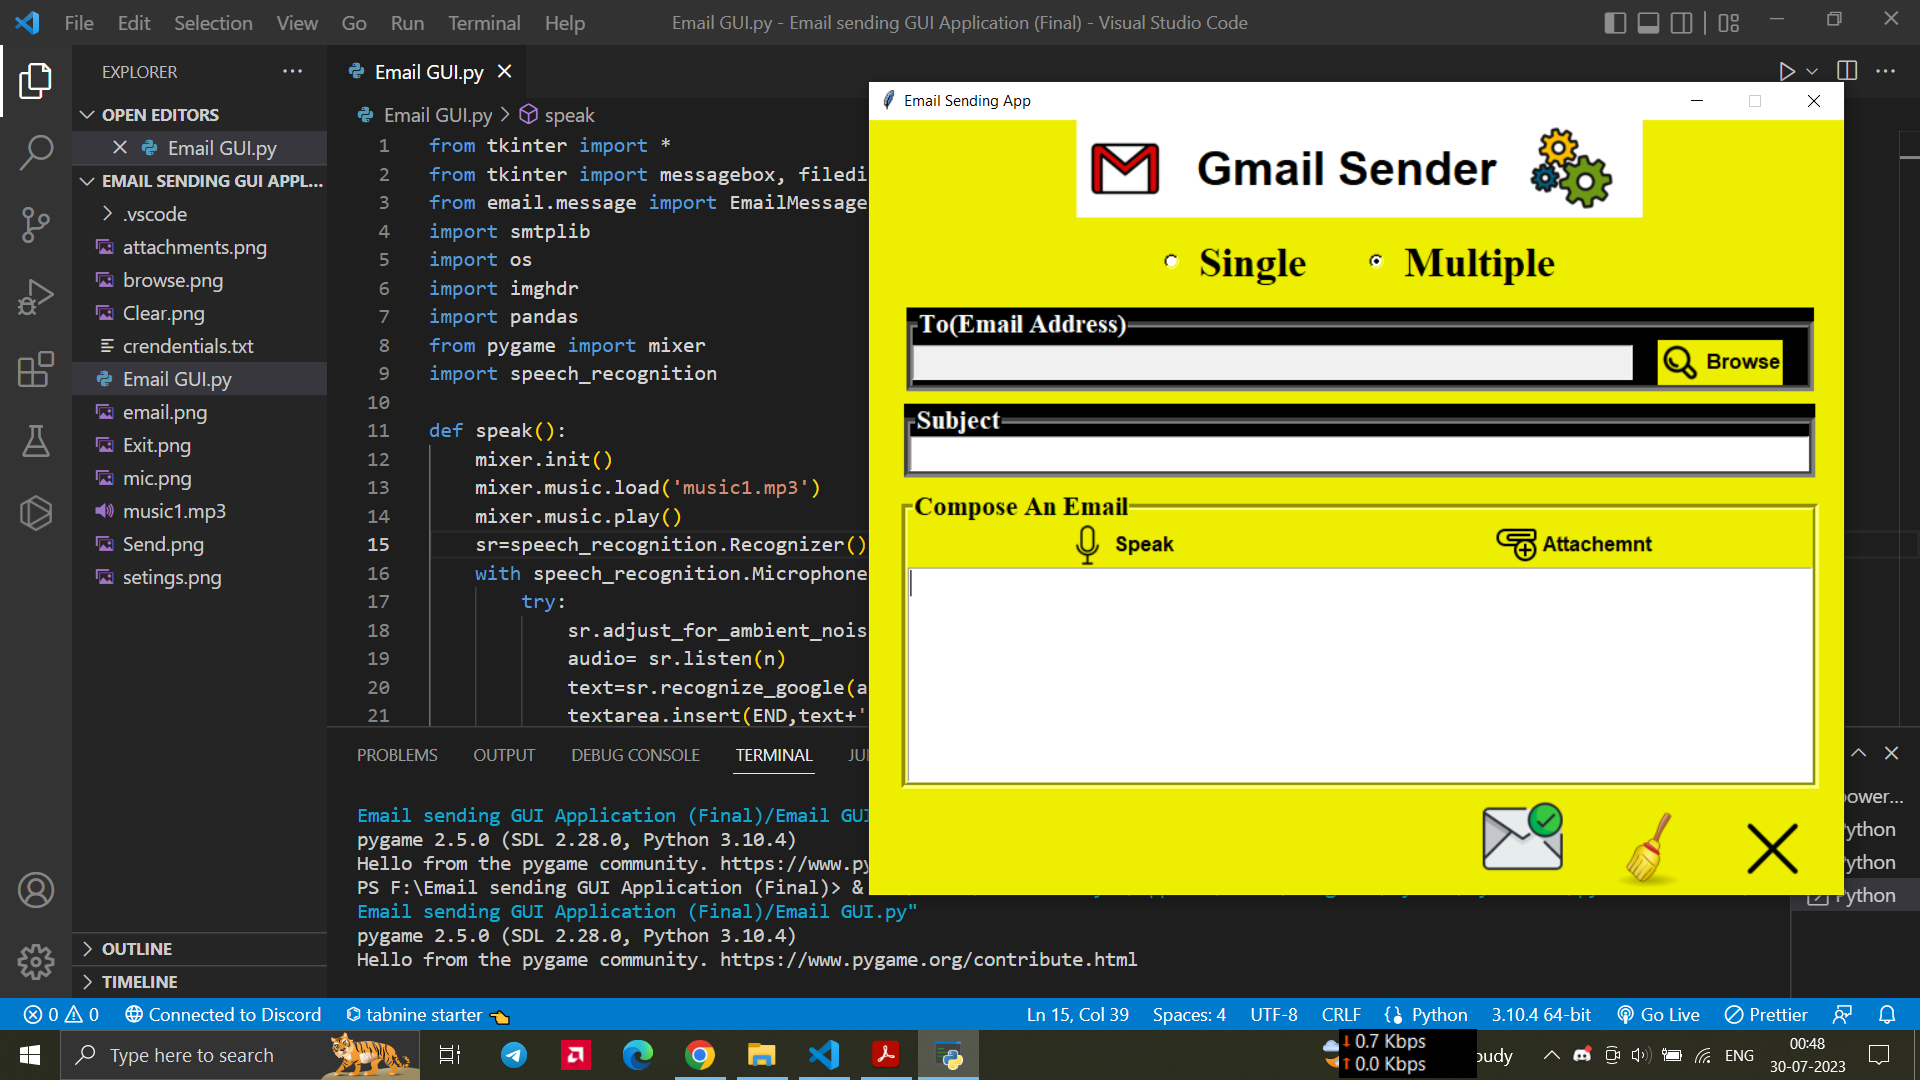 File Edit Selection View Go Run Terminal Help
Email GUI.py - Email sending GUI Application (Final) - Visual Studio Code
EXPLORER
OPEN EDITORS
Email GUI.py
EMAIL SENDING GUI APPL...
.vscode
attachments.png
browse.png
Clear.png
crendentials.txt
Email GUI.py
email.png
Exit.png
mic.png
music1.mp3
Send.png
setings.png
OUTLINE
TIMELINE
Email GUI.py
Email GUI.py > speak
1 from tkinter import *
2 from tkinter import messagebox, filedi
3 from email.message import EmailMessage
4 import smtplib
5 import os
6 import imghdr
7 import pandas
8 from pygame import mixer
9 import speech_recognition
10
11 def speak():
12 mixer.init()
13 mixer.music.load('music1.mp3')
14 mixer.music.play()
15 sr=speech_recognition.Recognizer()
16 with speech_recognition.Microphone
17 try:
18 sr.adjust_for_ambient_nois
19 audio= sr.listen(n)
20 text=sr.recognize_google(a
21 textarea.insert(END,text+'
PROBLEMS OUTPUT DEBUG CONSOLE TERMINAL JU
Email sending GUI Application (Final)/Email GUI
pygame 2.5.0 (SDL 2.28.0, Python 3.10.4)
Hello from the pygame community. https://www.py
PS F:\Email sending GUI Application (Final)> &
Email sending GUI Application (Final)/Email GUI.py"
pygame 2.5.0 (SDL 2.28.0, Python 3.10.4)
Hello from the pygame community. https://www.pygame.org/contribute.html
ower...
ython
ython
Python
Email Sending App
Gmail Sender
Single Multiple
To(Email Address)
Browse
Subject
Compose An Email
Speak Attachemnt
0 0 Connected to Discord tabnine starter
Ln 15, Col 39 Spaces: 4 UTF-8 CRLF Python 3.10.4 64-bit Go Live Prettier
Type here to search
0.7 Kbps
0.0 Kbps
oudy
ENG
00:48
30-07-2023